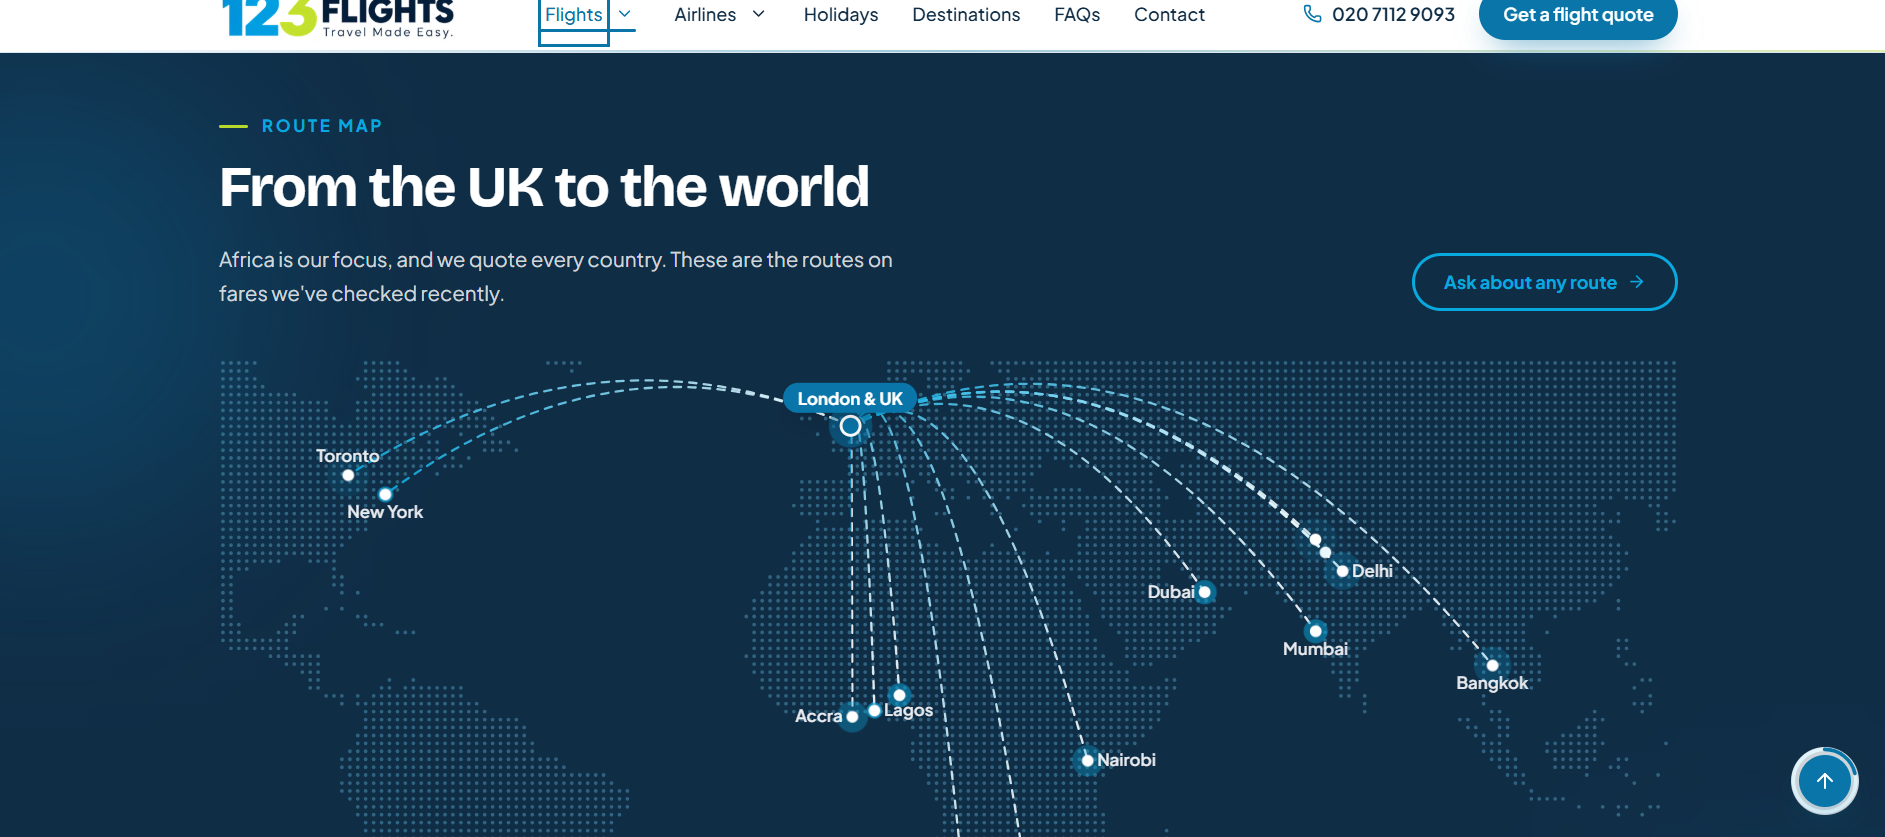 123 FLIGHTS
Travel Made Easy.
Flights
Airlines
Holidays
Destinations
FAQs
Contact
020 7112 9093
Get a flight quote
ROUTE MAP
From the UK to the world
Africa is our focus, and we quote every country. These are the routes on
fares we've checked recently.
Ask about any route
London & UK
Toronto
New York
Delhi
Dubai
Mumbai
Bangkok
Accra
Lagos
Nairobi